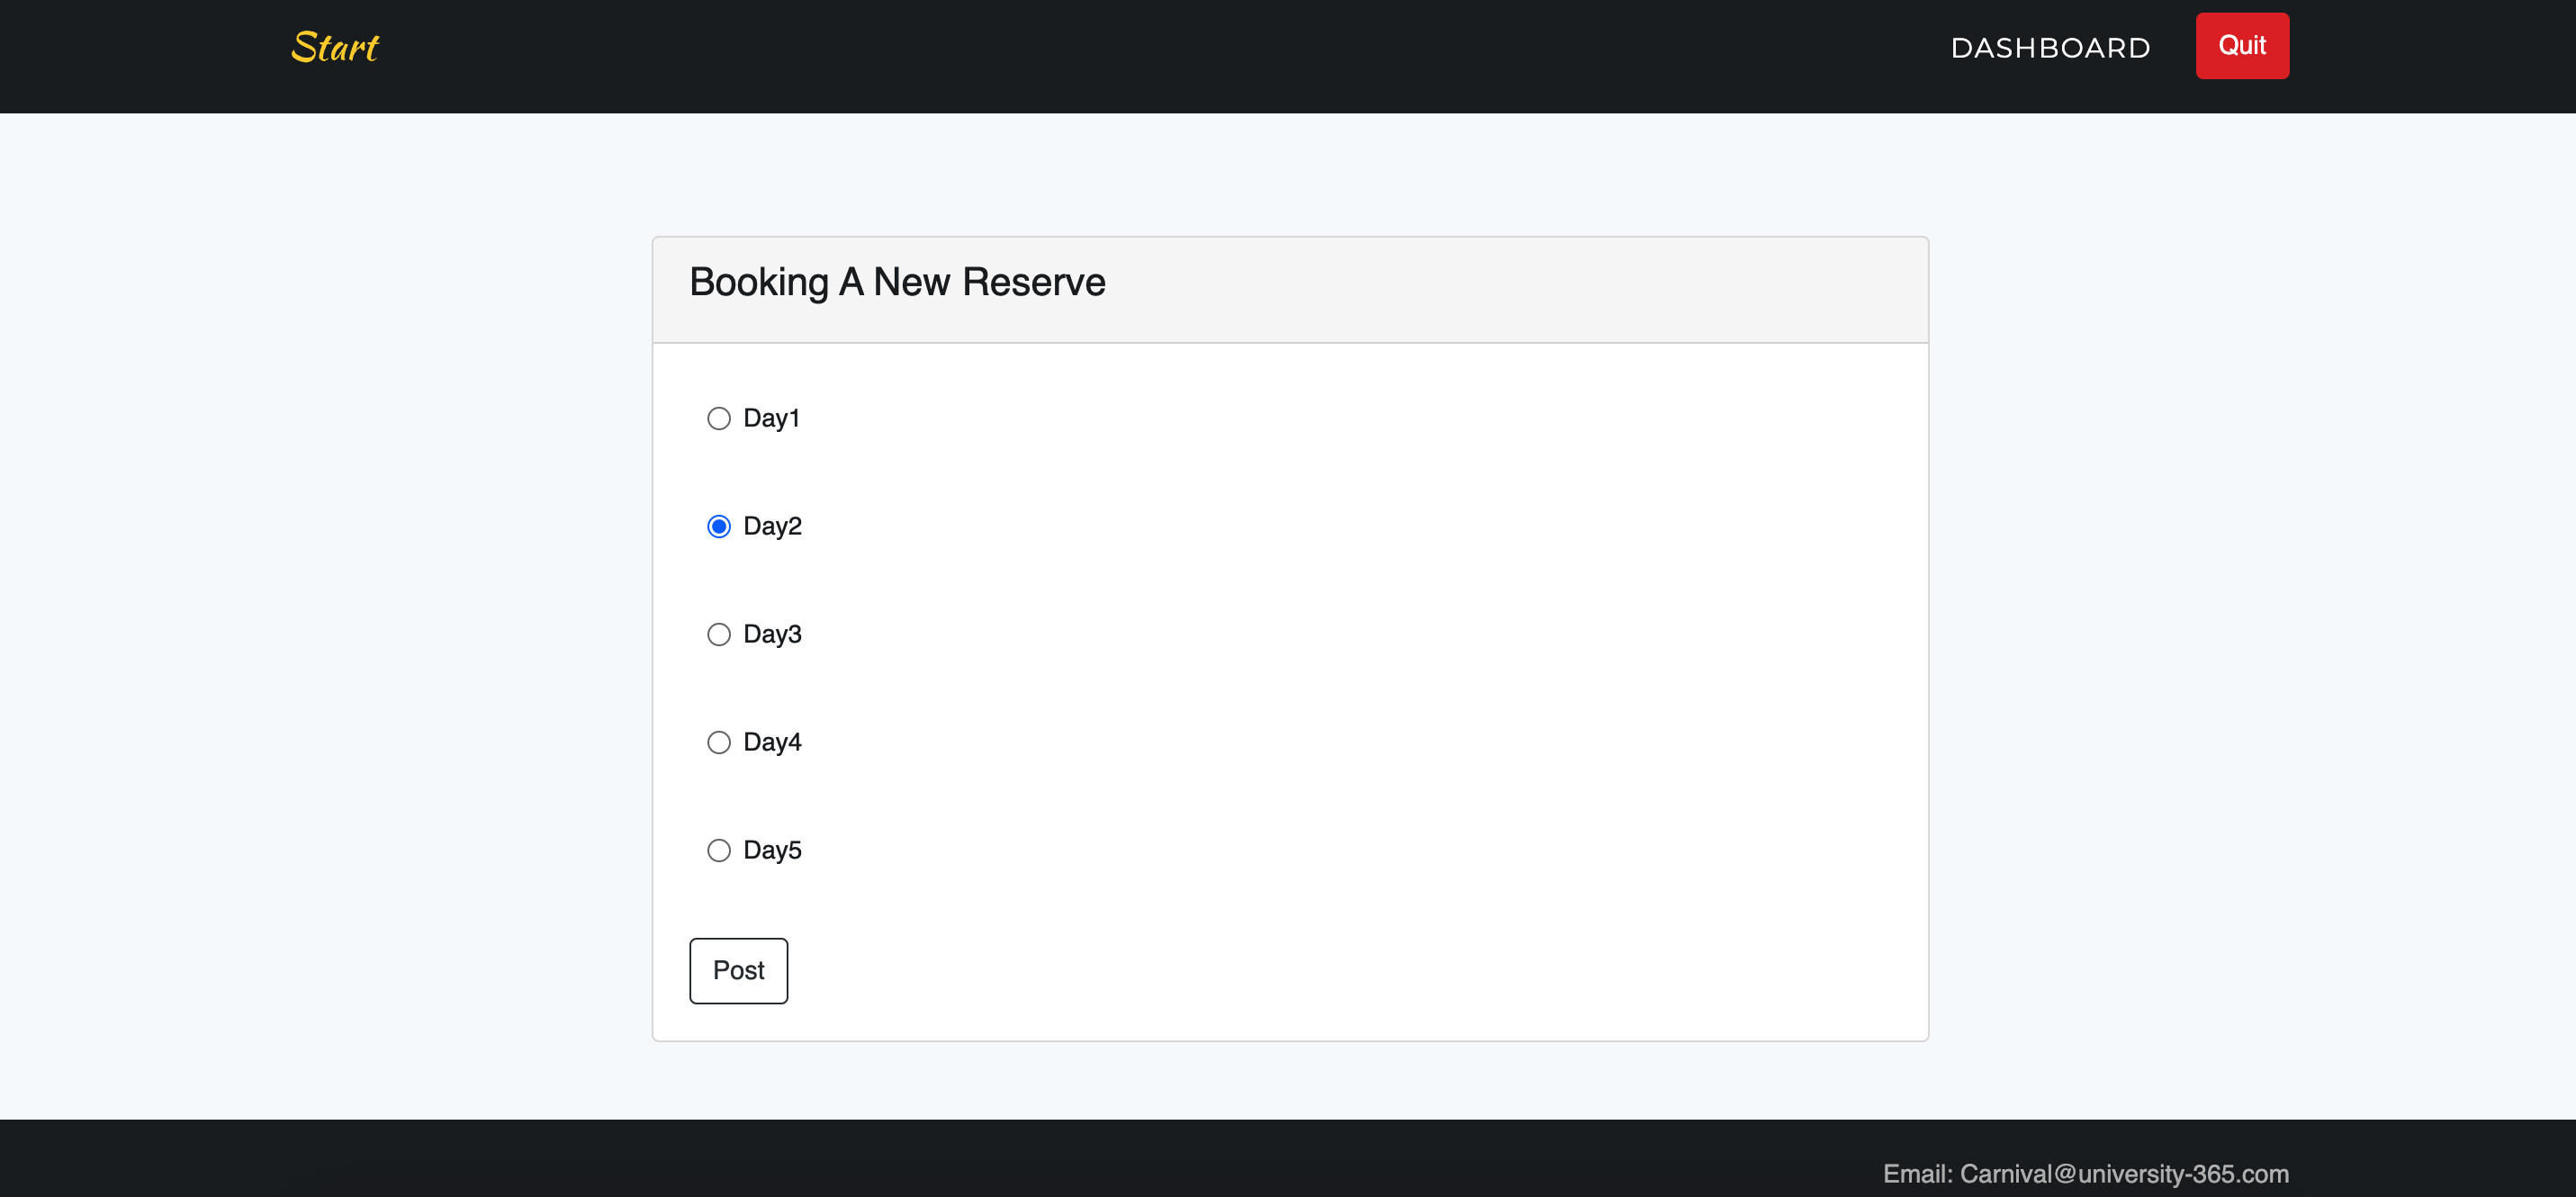 Start
DASHBOARD
Quit
Booking A New Reserve
Day1
Day2
Day3
Day4
Day5
Post
Email: Carnival@university-365.com